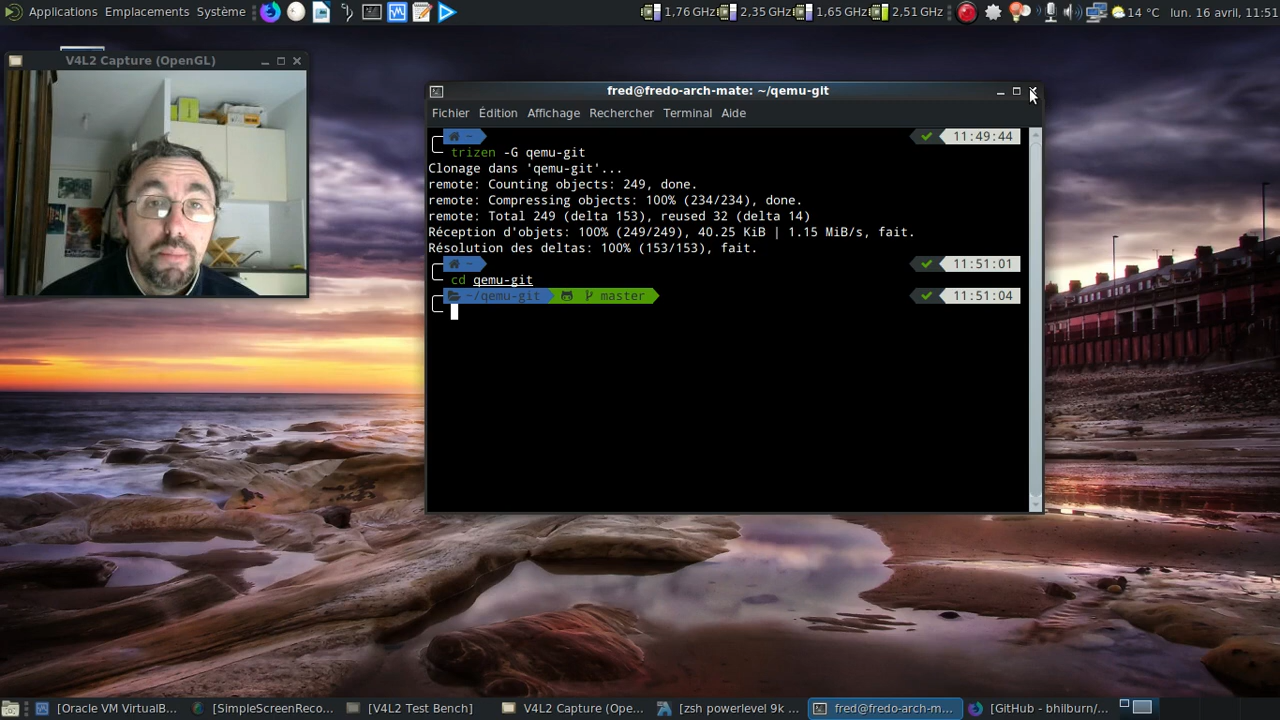 Applications Emplacements Système 1,76 GHz 2,35 GHz 1,65 GHz 2,51 GHz 14 °C lun. 16 avril, 11:51
V4L2 Capture (OpenGL)
fred@fredo-arch-mate: ~/qemu-git
Fichier Édition Affichage Rechercher Terminal Aide
~ 11:49:44
trizen -G qemu-git
Clonage dans 'qemu-git'...
remote: Counting objects: 249, done.
remote: Compressing objects: 100% (234/234), done.
remote: Total 249 (delta 153), reused 32 (delta 14)
Réception d'objets: 100% (249/249), 40.25 KiB | 1.15 MiB/s, fait.
Résolution des deltas: 100% (153/153), fait.
~ 11:51:01
cd qemu-git
~/qemu-git master 11:51:04
[Oracle VM VirtualB... [SimpleScreenReco... [V4L2 Test Bench] V4L2 Capture (Ope... [zsh powerlevel 9k ... fred@fredo-arch-m... [GitHub - bhilburn/...